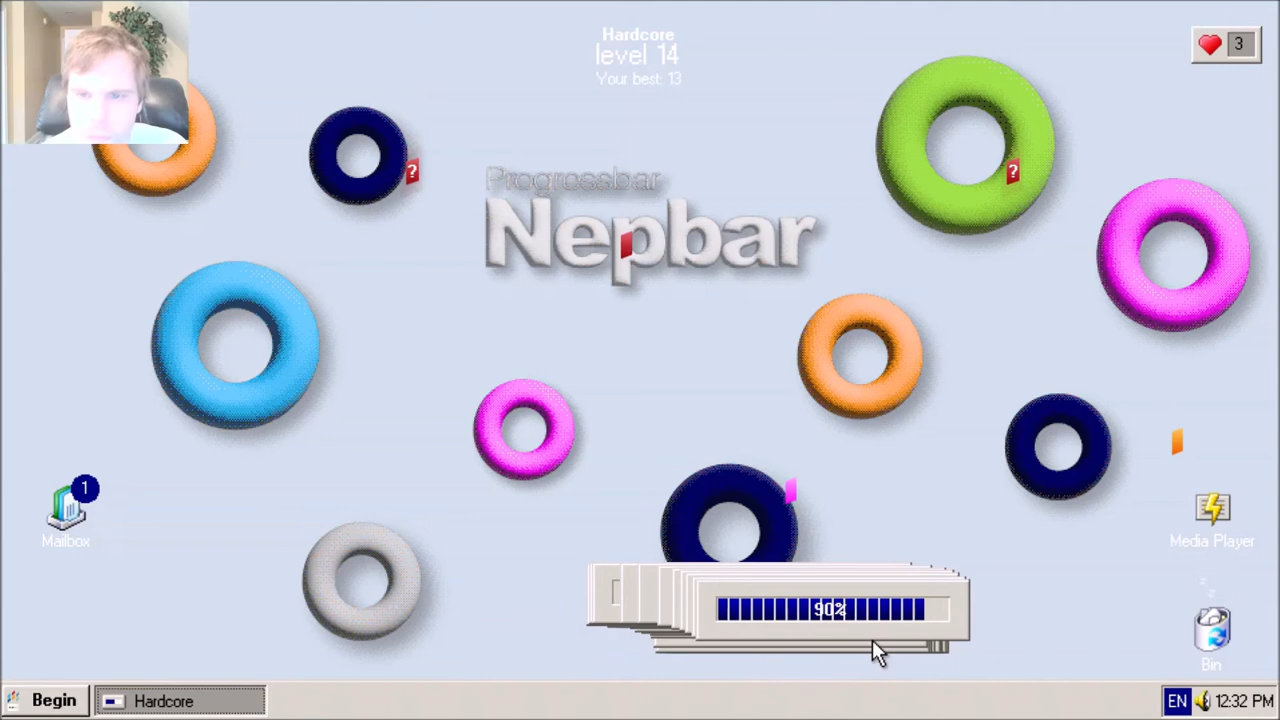 Hardcore
level 14
Your best: 13
3
?
?
Progressbar
Nepbar
1
Mailbox
Media Player
90%
z
z
Bin
Begin
Hardcore
EN
12:32 PM